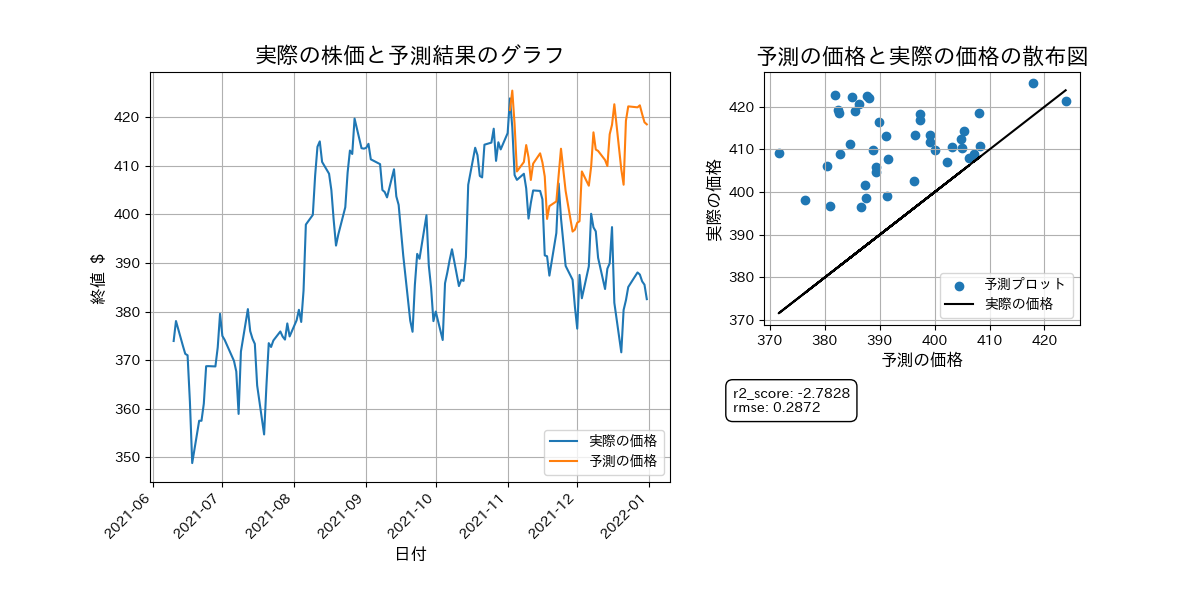 実際の株価と予測結果のグラフ
420
410
400
390
380
370
360
350
終値 $
2021-06
2021-07
2021-08
2021-09
2021-10
2021-11
2021-12
2022-01
日付
実際の価格
予測の価格
予測の価格と実際の価格の散布図
420
410
400
390
380
370
実際の価格
370
380
390
400
410
420
予測の価格
予測プロット
実際の価格
r2_score: -2.7828
rmse: 0.2872